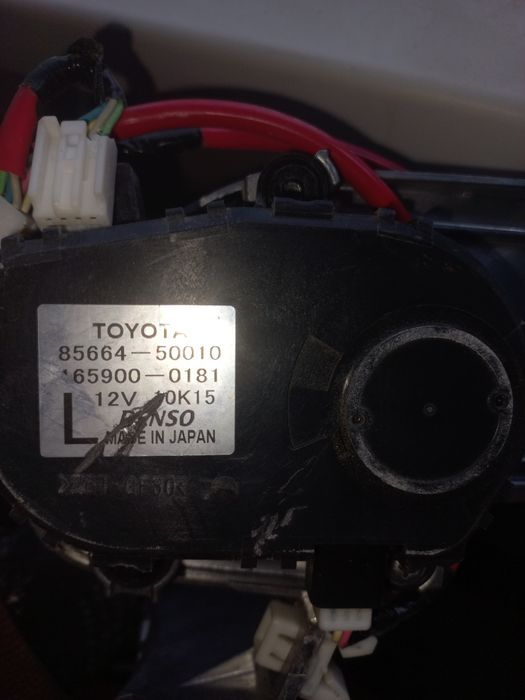 TOYOTA
85664-50010
165900-0181
12V 10K15
L
DENSO
MADE IN JAPAN